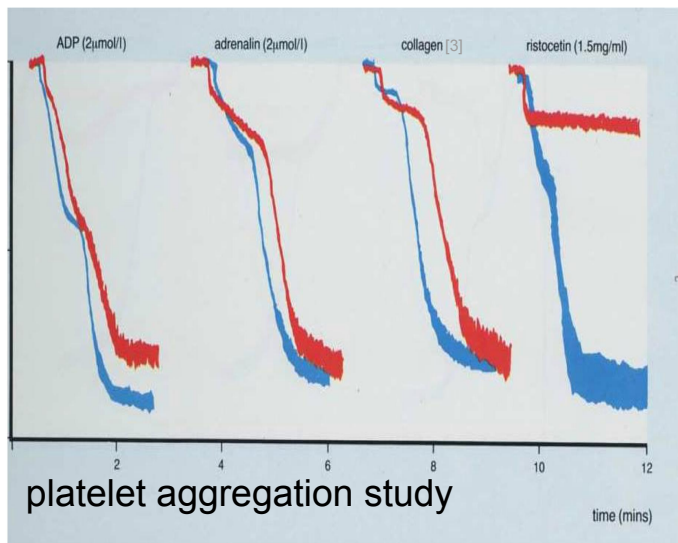 ADP (2µmol/l) adrenalin (2µmol/l) collagen [3] ristocetin (1.5mg/ml)
2 4 6 8 10 12
platelet aggregation study
time (mins)